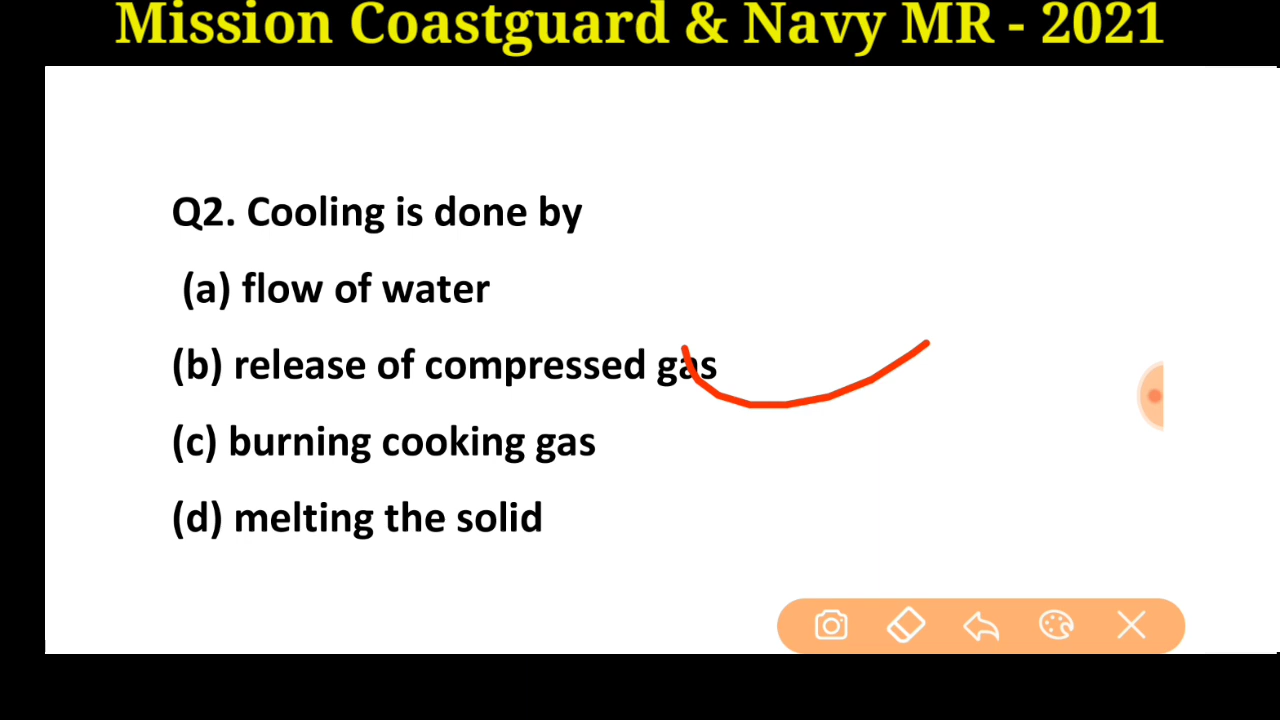 Mission Coastguard & Navy MR - 2021
Q2. Cooling is done by
(a) flow of water
(b) release of compressed gas
(c) burning cooking gas
(d) melting the solid